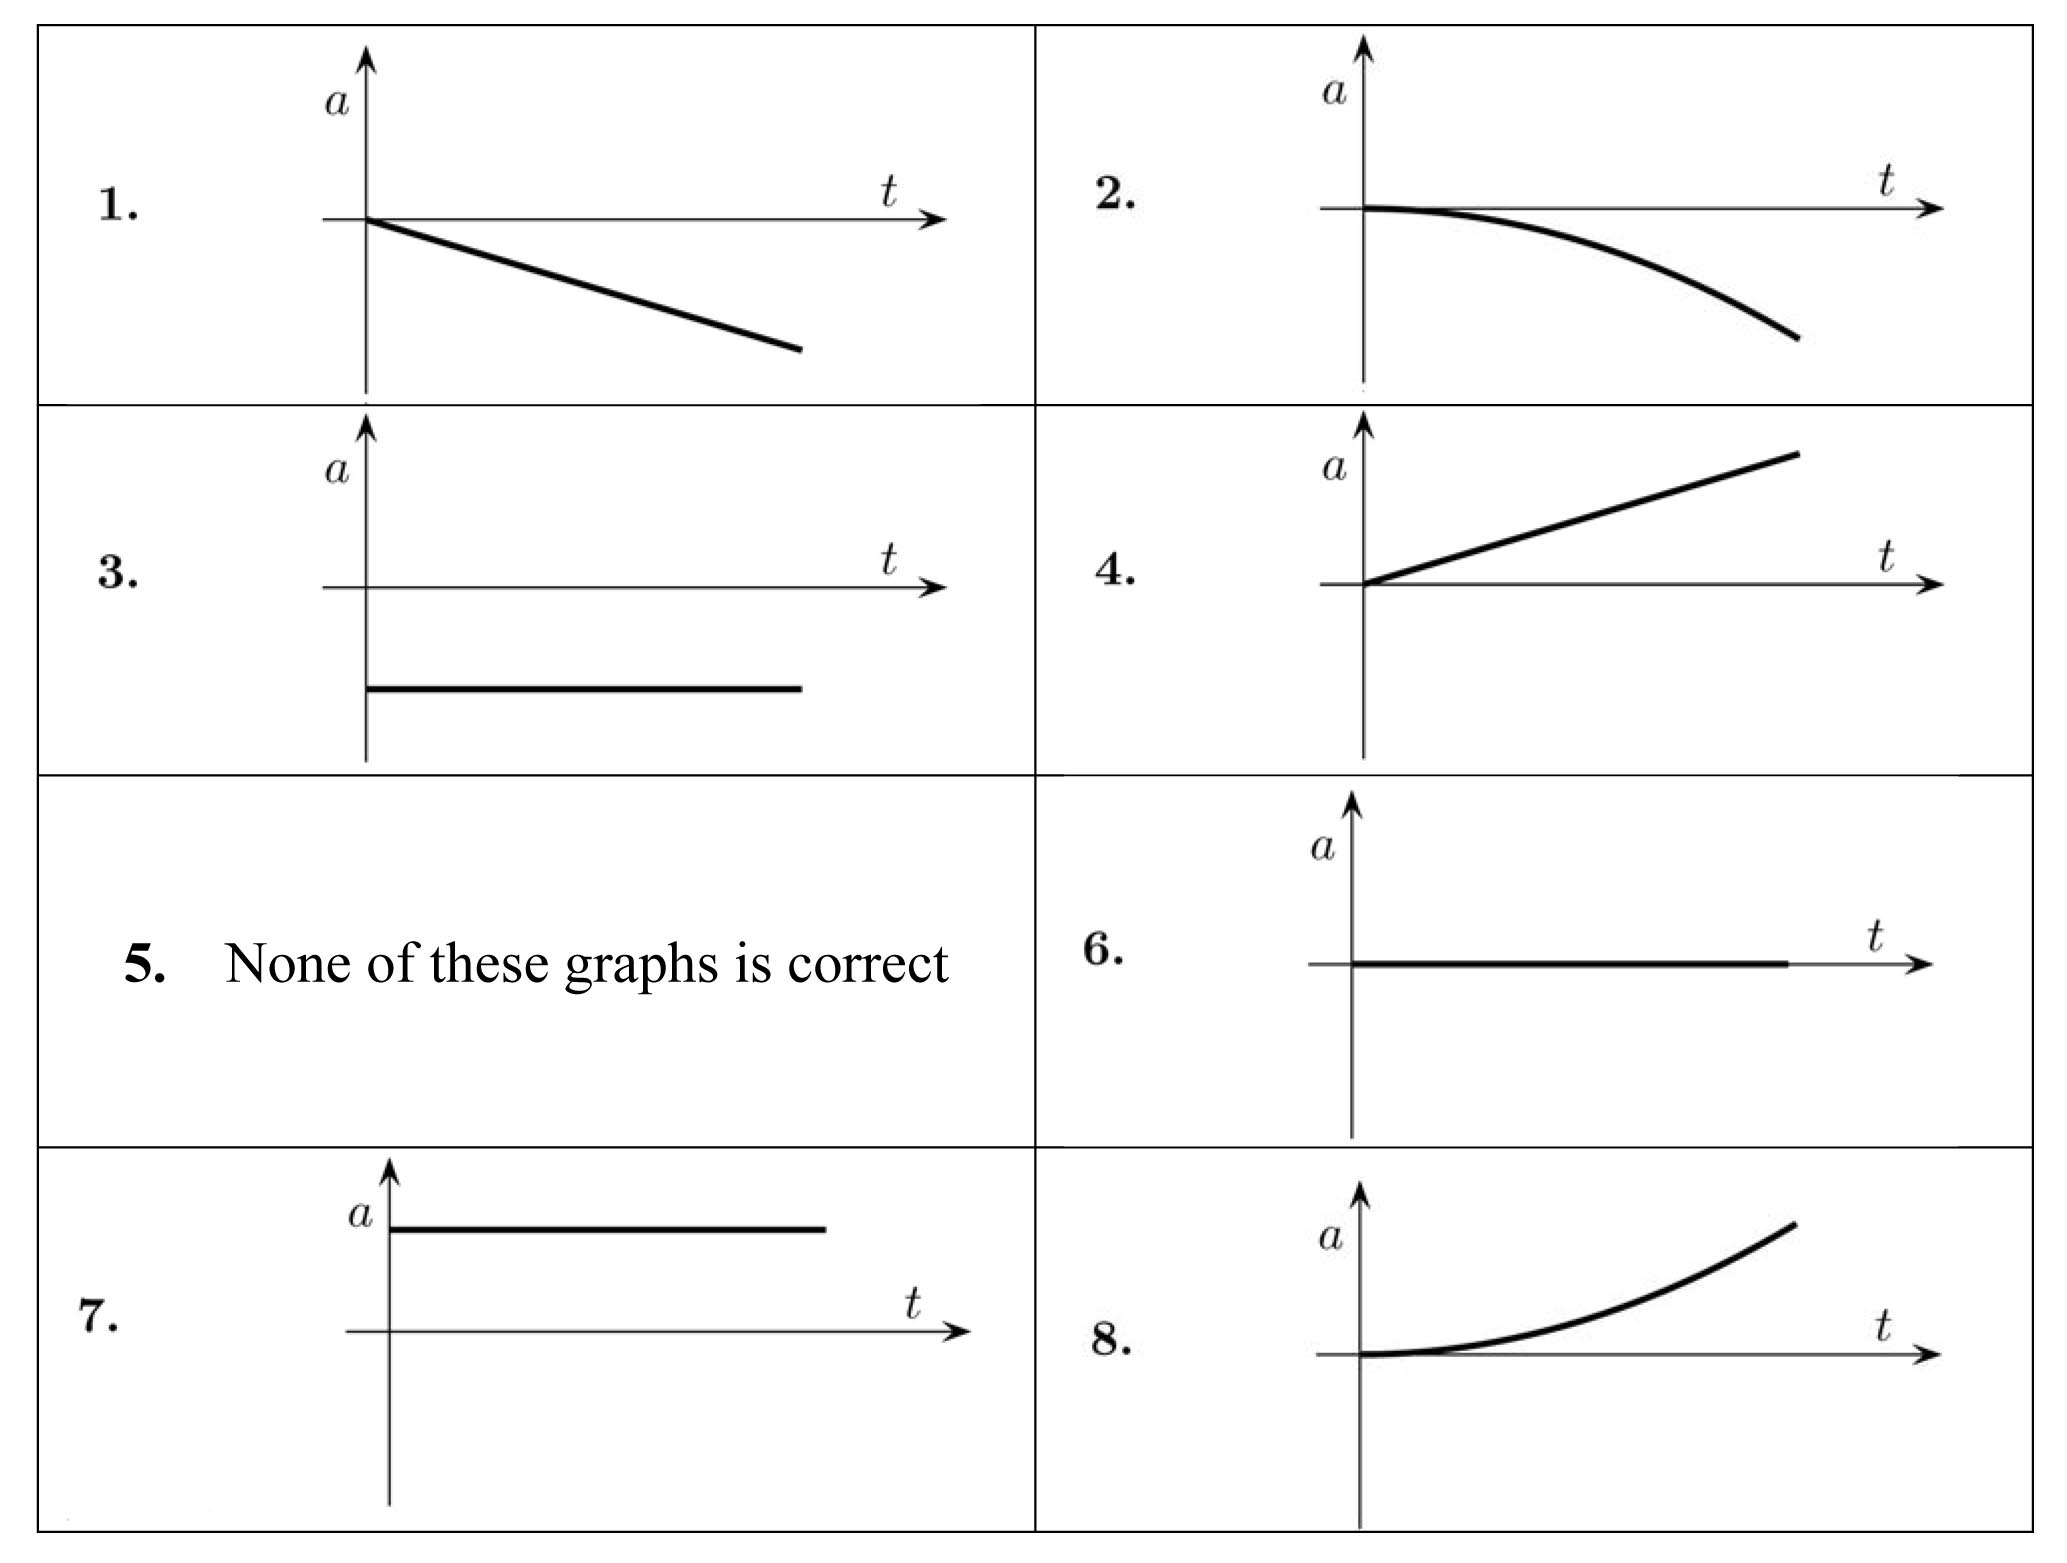 a
t
1.
a
t
2.
a
t
3.
a
t
4.
5. None of these graphs is correct
a
t
6.
a
t
7.
a
t
8.